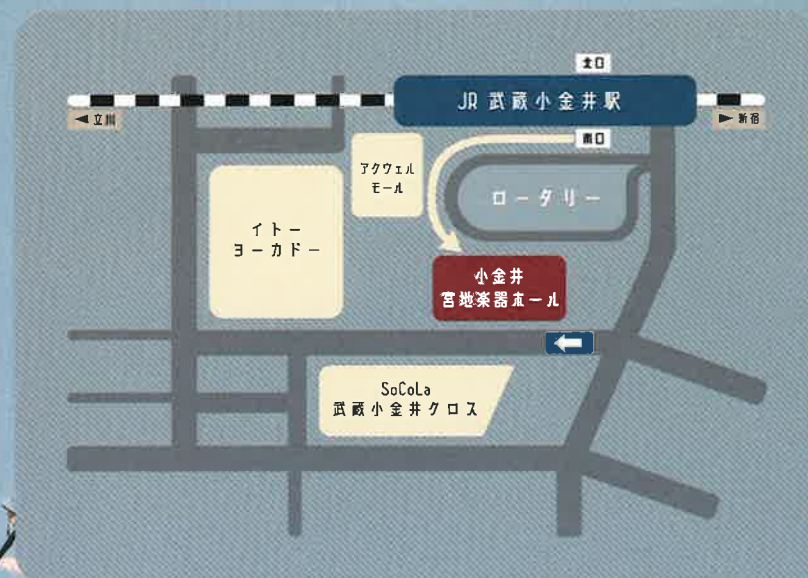 北口
JR 武蔵小金井駅
◀立川
▶新宿
南口
アクウェル
モール
ロータリー
イトー
ヨーカドー
小金井
宮地楽器ホール
SoCoLa
武蔵小金井クロス